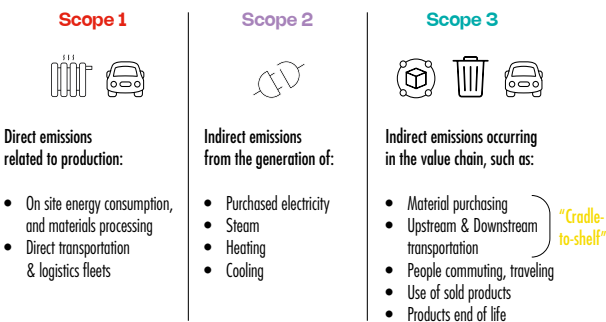 Scope 1
Direct emissions
related to production:
• On site energy consumption,
and materials processing
• Direct transportation
& logistics fleets
Scope 2
Indirect emissions
from the generation of:
• Purchased electricity
• Steam
• Heating
• Cooling
Scope 3
Indirect emissions occurring
in the value chain, such as:
• Material purchasing
• Upstream & Downstream
transportation
"Cradle-
to-shelf"
• People commuting, traveling
• Use of sold products
• Products end of life